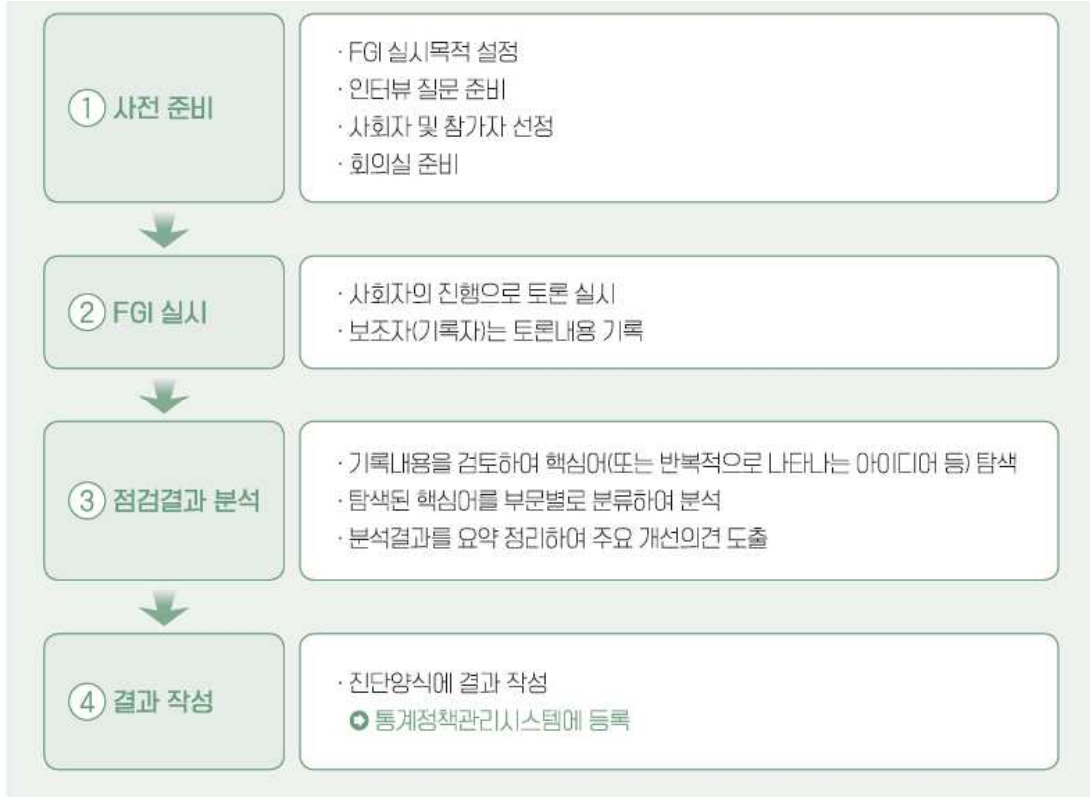 ① 사전 준비
· FGI 실시목적 설정
· 인터뷰 질문 준비
· 사회자 및 참가자 선정
· 회의실 준비
② FGI 실시
· 사회자의 진행으로 토론 실시
· 보조자(기록자)는 토론내용 기록
③ 점검결과 분석
· 기록내용을 검토하여 핵심어(또는 반복적으로 나타나는 아이디어 등) 탐색
· 탐색된 핵심어를 부문별로 분류하여 분석
· 분석결과를 요약 정리하여 주요 개선의견 도출
④ 결과 작성
· 진단양식에 결과 작성
➲ 통계정책관리시스템에 등록